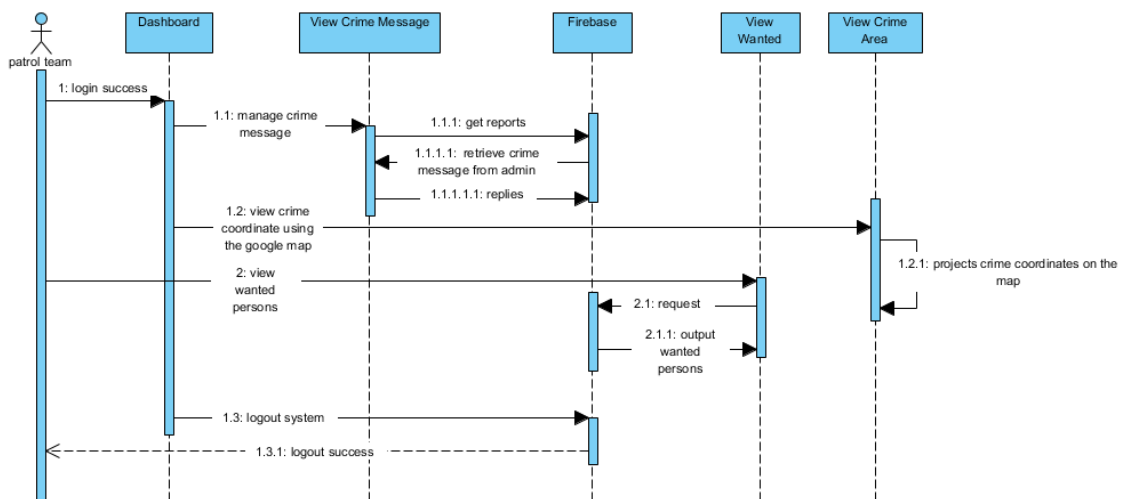 Dashboard
View Crime Message
Firebase
View
Wanted
View Crime
Area
patrol team
1: login success
1.1: manage crime
message
1.1.1: get reports
1.1.1.1: retrieve crime
message from admin
1.1.1.1.1: replies
1.2: view crime
coordinate using
the google map
1.2.1: projects crime coordinates on the
map
2: view
wanted
persons
2.1: request
2.1.1: output
wanted
persons
1.3: logout system
1.3.1: logout success